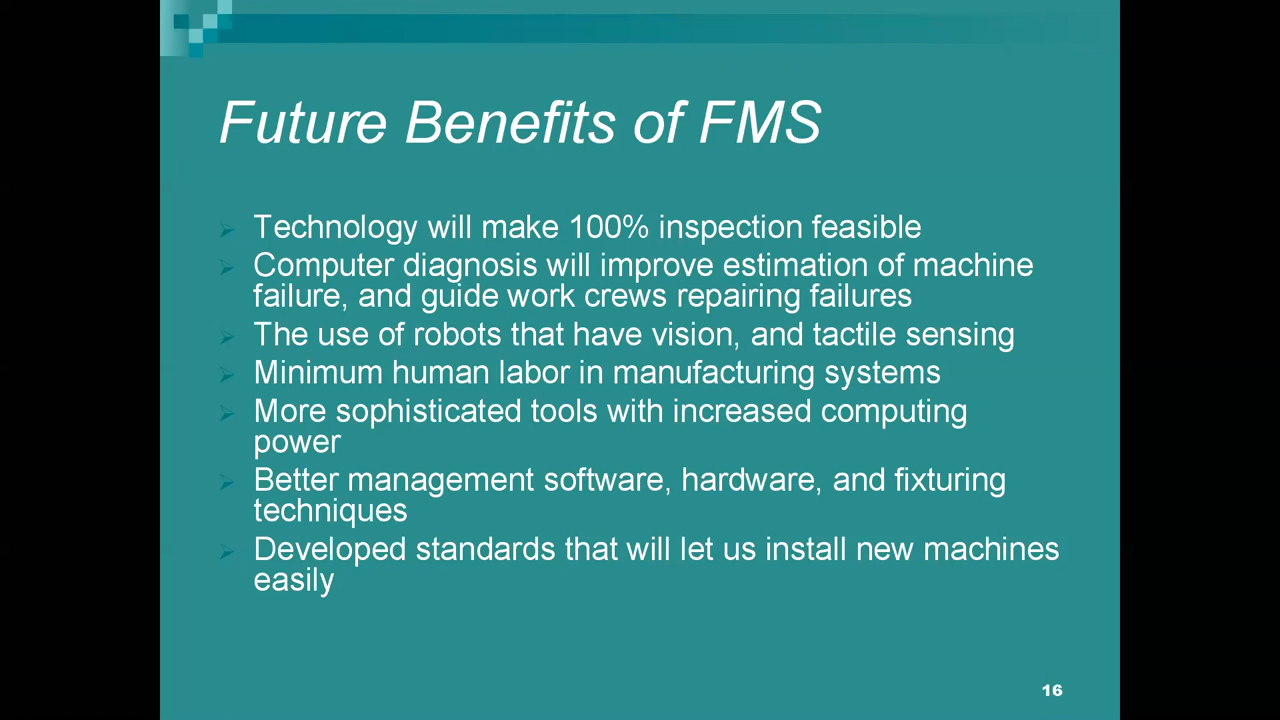 Future Benefits of FMS
Technology will make 100% inspection feasible
Computer diagnosis will improve estimation of machine
failure, and guide work crews repairing failures
The use of robots that have vision, and tactile sensing
Minimum human labor in manufacturing systems
More sophisticated tools with increased computing
power
Better management software, hardware, and fixturing
techniques
Developed standards that will let us install new machines
easily
16